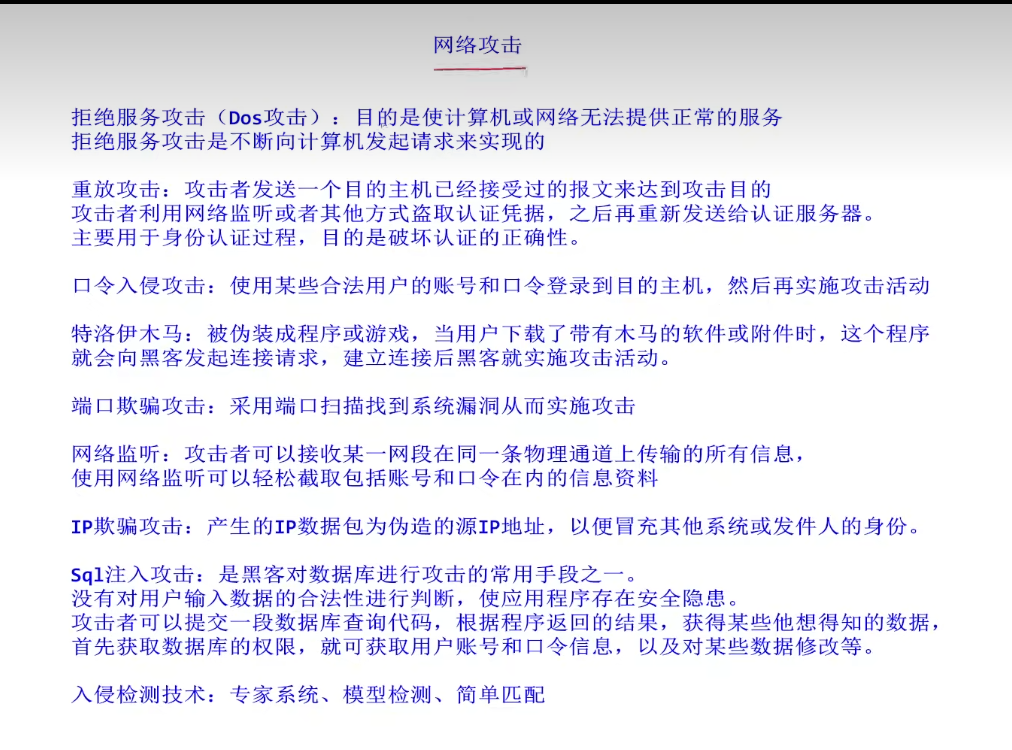 网络攻击
拒绝服务攻击（Dos攻击）：目的是使计算机或网络无法提供正常的服务
拒绝服务攻击是不断向计算机发起请求来实现的
重放攻击：攻击者发送一个目的主机已经接受过的报文来达到攻击目的
攻击者利用网络监听或者其他方式盗取认证凭据，之后再重新发送给认证服务器。
主要用于身份认证过程，目的是破坏认证的正确性。
口令入侵攻击：使用某些合法用户的账号和口令登录到目的主机，然后再实施攻击活动
特洛伊木马：被伪装成程序或游戏，当用户下载了带有木马的软件或附件时，这个程序
就会向黑客发起连接请求，建立连接后黑客就实施攻击活动。
端口欺骗攻击：采用端口扫描找到系统漏洞从而实施攻击
网络监听：攻击者可以接收某一网段在同一条物理通道上传输的所有信息，
使用网络监听可以轻松截取包括账号和口令在内的信息资料
IP欺骗攻击：产生的IP数据包为伪造的源IP地址，以便冒充其他系统或发件人的身份。
Sql注入攻击：是黑客对数据库进行攻击的常用手段之一。
没有对用户输入数据的合法性进行判断，使应用程序存在安全隐患。
攻击者可以提交一段数据库查询代码，根据程序返回的结果，获得某些他想得知的数据，
首先获取数据库的权限，就可获取用户账号和口令信息，以及对某些数据修改等。
入侵检测技术：专家系统、模型检测、简单匹配